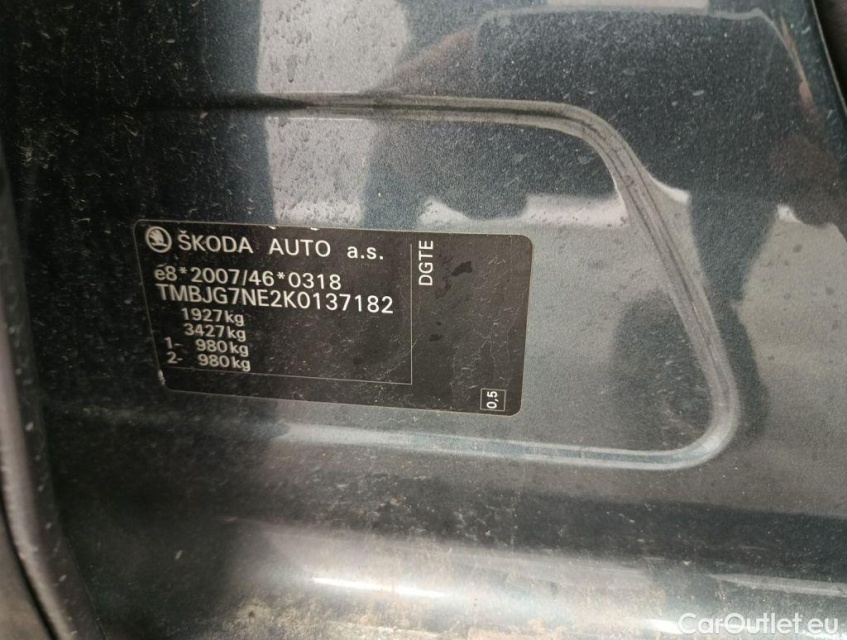 ŠKODA AUTO a.s.
e8*2007/46*0318
TMBJG7NE2K0137182
1927kg
3427kg
1- 980kg
2- 980kg
DGTE
0,5
CarOutlet.eu